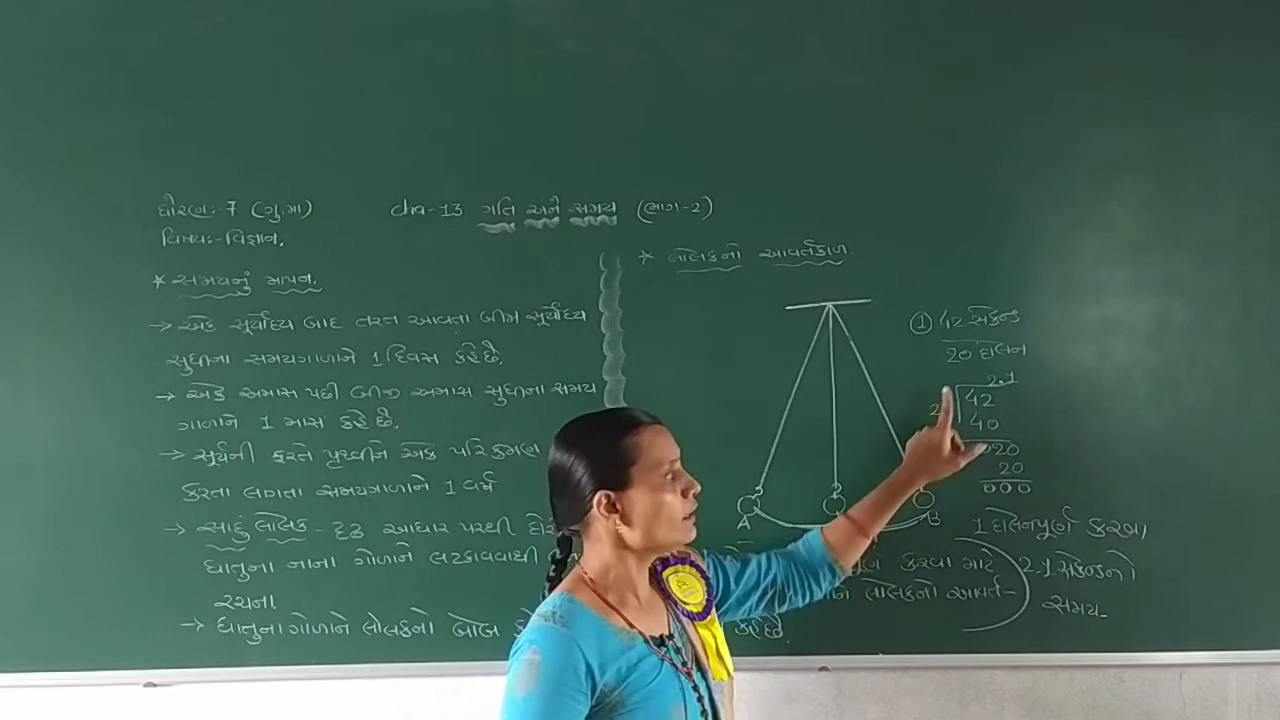 ધોરણ:-7 (ગુ.મા)
વિષય:-વિજ્ઞાન.
cha-13 ગતિ અને સમય (ભાગ-2)
* સમયનું માપન.
→ એક સૂર્યોદય બાદ તરત આવતા બીજા સૂર્યોદય
સુધીના સમયગાળાને 1 દિવસ કહે છે.
→ એક અમાસ પછી બીજી અમાસ સુધીના સમય
ગાળાને 1 માસ કહે છે.
→ સૂર્યની ફરતે પૃથ્વીને એક પરિક્રમણ
કરતા લાગતા સમયગાળાને 1 વર્ષ
→ સાદું લોલક - દૃઢ આધાર પરથી દોરી
ધાતુના નાના ગોળાને લટકાવવાથી
રચના
→ ધાતુના ગોળાને લોલકનો બોબ કહે છે.
* લોલકનો આવર્તકાળ.
A
B
① 42 સેકન્ડ
20 દોલન
2.1
42
40
020
20
000
કરવા માટે
લોલકનો આવર્ત-
1 દોલન પૂર્ણ કરવા
2.1 સેકન્ડનો
સમય-